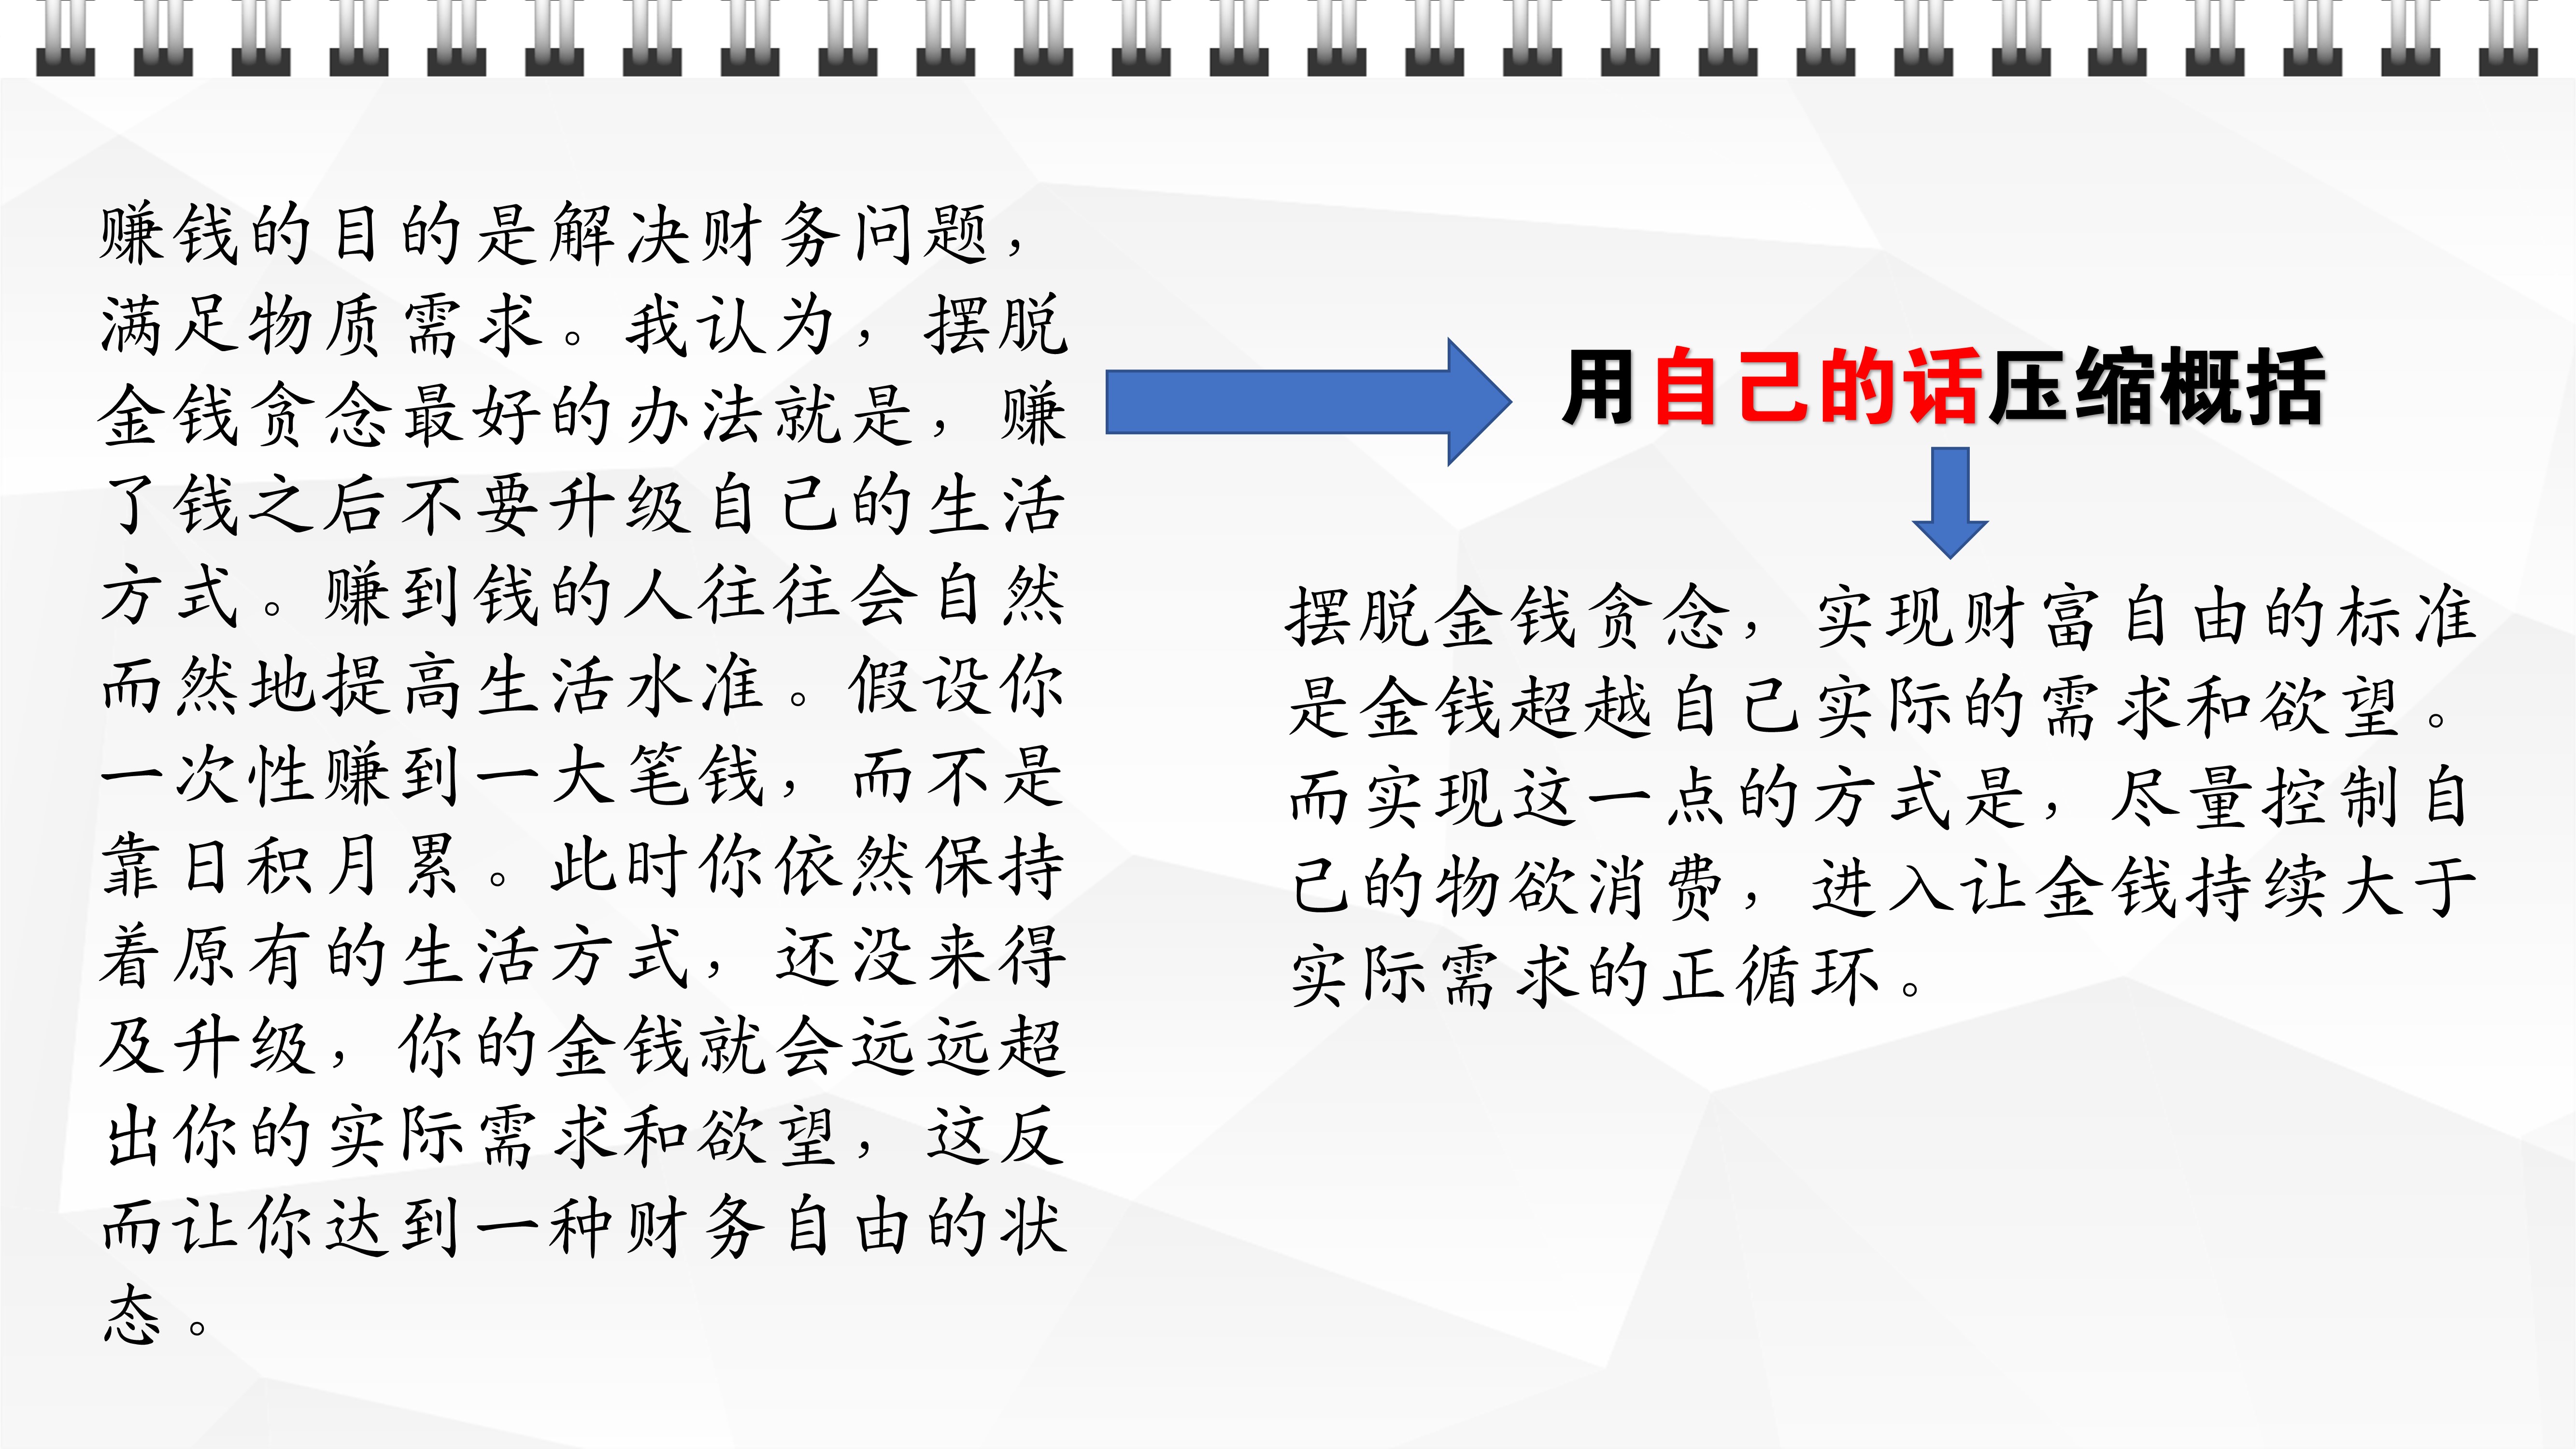 赚钱的目的是解决财务问题，
满足物质需求。我认为，摆脱
金钱贪念最好的办法就是，赚
了钱之后不要升级自己的生活
方式。赚到钱的人往往会自然
而然地提高生活水准。假设你
一次性赚到一大笔钱，而不是
靠日积月累。此时你依然保持
着原有的生活方式，还没来得
及升级，你的金钱就会远远超
出你的实际需求和欲望，这反
而让你达到一种财务自由的状
态。
用自己的话压缩概括
摆脱金钱贪念，实现财富自由的标准
是金钱超越自己实际的需求和欲望。
而实现这一点的方式是，尽量控制自
己的物欲消费，进入让金钱持续大于
实际需求的正循环。